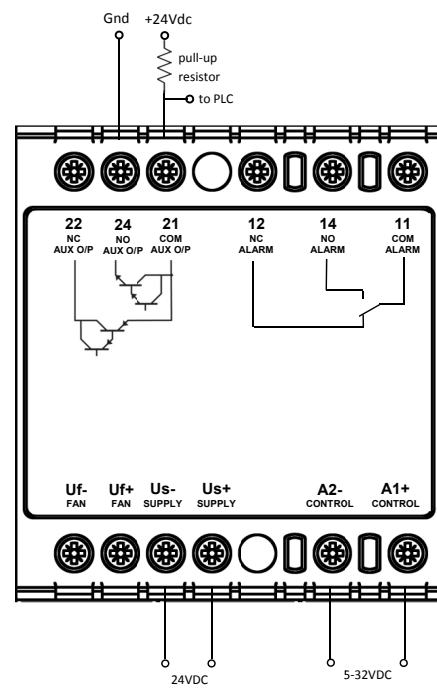 Gnd
+24Vdc
pull-up
resistor
to PLC
22
NC
AUX O/P
24
NO
AUX O/P
21
COM
AUX O/P
12
NC
ALARM
14
NO
ALARM
11
COM
ALARM
Uf-
FAN
Uf+
FAN
Us-
SUPPLY
Us+
SUPPLY
A2-
CONTROL
A1+
CONTROL
24VDC
5-32VDC